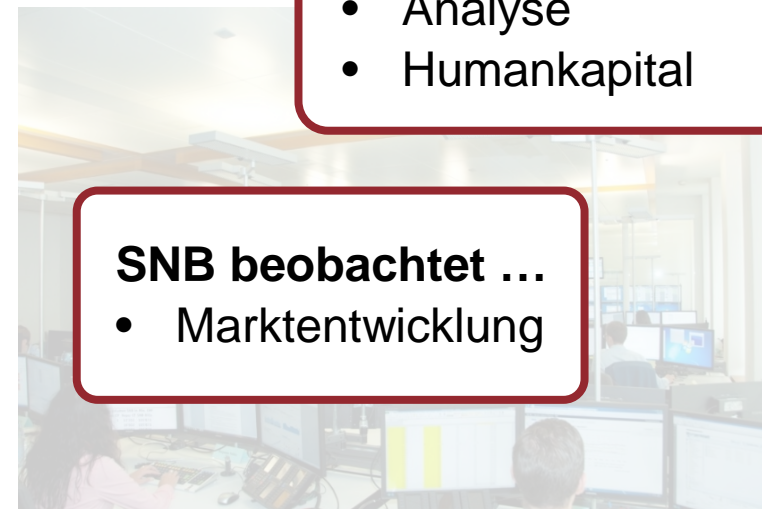 • Analyse
• Humankapital
SNB beobachtet …
• Marktentwicklung